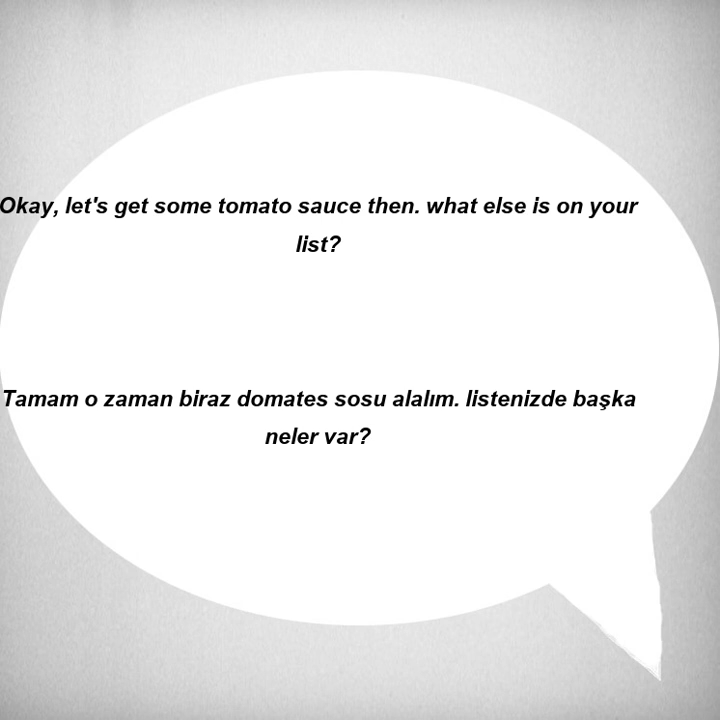 Okay, let's get some tomato sauce then. what else is on your
list?
Tamam o zaman biraz domates sosu alalım. listenizde başka
neler var?